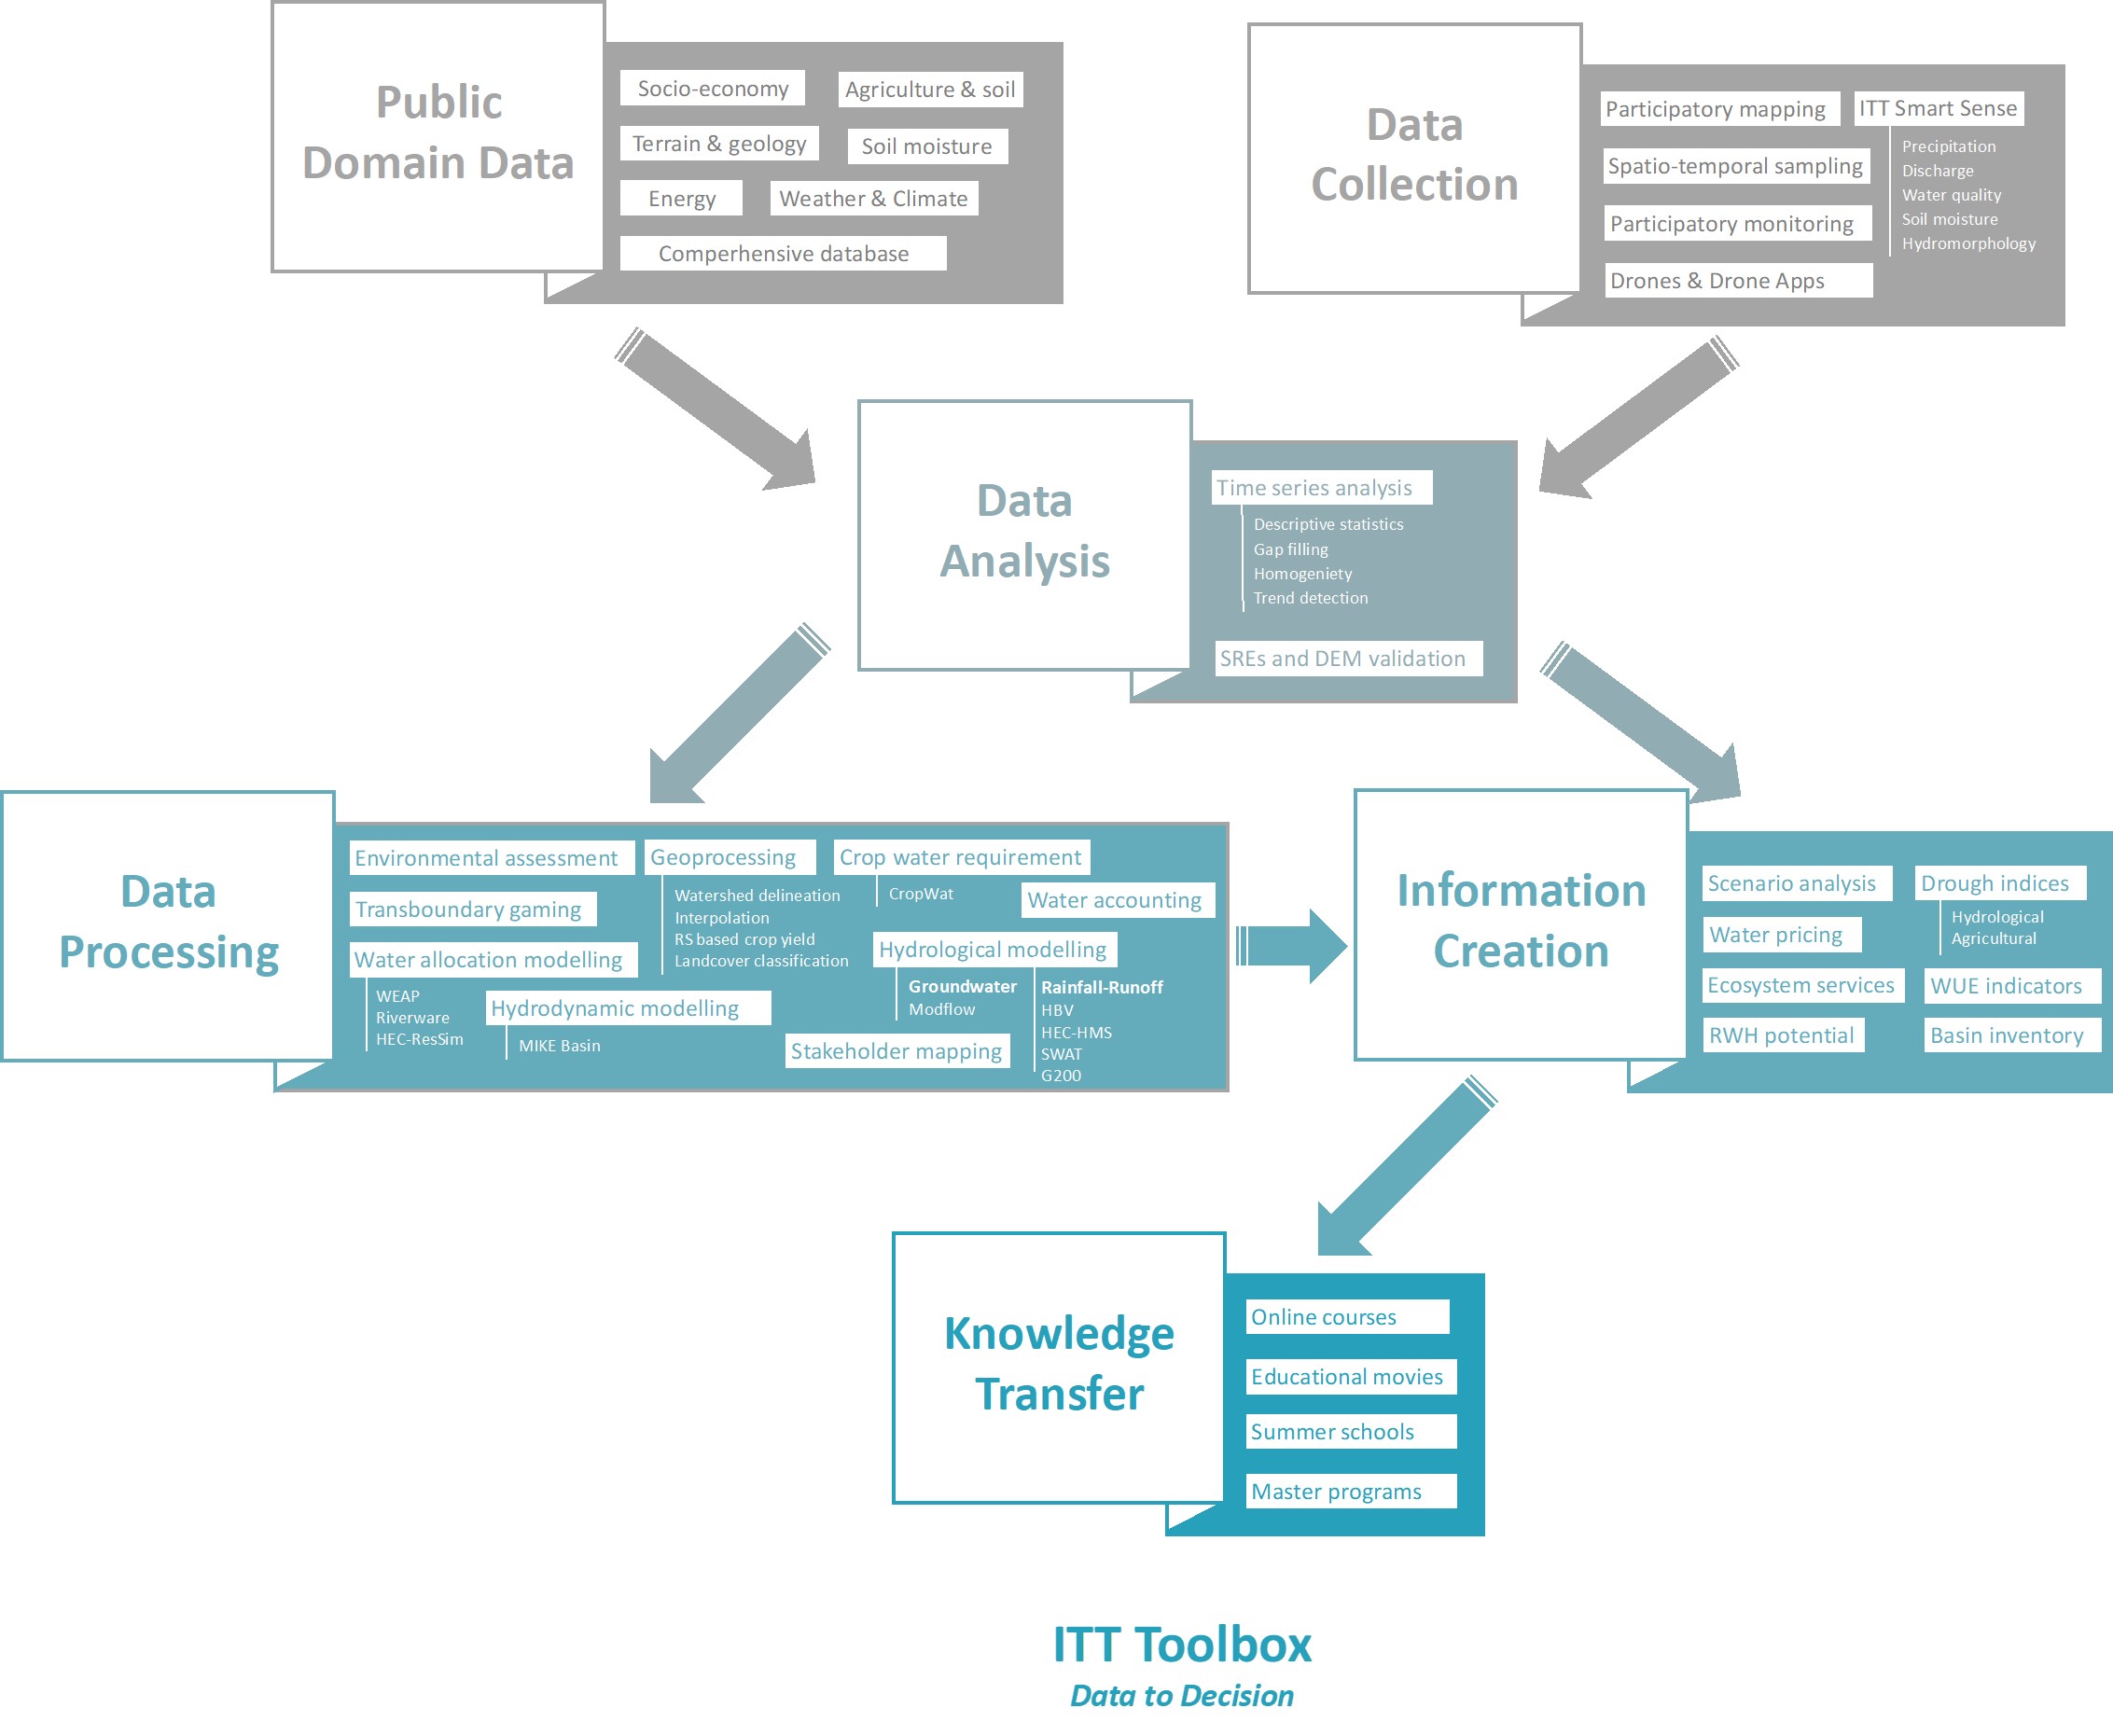 Public
Domain Data
Socio-economy
Agriculture & soil
Terrain & geology
Soil moisture
Energy
Weather & Climate
Comperhensive database
Data
Collection
Participatory mapping
ITT Smart Sense
Precipitation
Discharge
Water quality
Soil moisture
Hydromorphology
Spatio-temporal sampling
Participatory monitoring
Drones & Drone Apps
Data
Analysis
Time series analysis
Descriptive statistics
Gap filling
Homogeniety
Trend detection
SREs and DEM validation
Data
Processing
Environmental assessment
Geoprocessing
Watershed delineation
Interpolation
RS based crop yield
Landcover classification
Crop water requirement
CropWat
Water accounting
Transboundary gaming
Water allocation modelling
WEAP
Riverware
HEC-ResSim
Hydrodynamic modelling
MIKE Basin
Hydrological modelling
Groundwater
Modflow
Rainfall-Runoff
HBV
HEC-HMS
SWAT
G200
Stakeholder mapping
Information
Creation
Scenario analysis
Drough indices
Hydrological
Agricultural
Water pricing
Ecosystem services
WUE indicators
RWH potential
Basin inventory
Knowledge
Transfer
Online courses
Educational movies
Summer schools
Master programs
ITT Toolbox
Data to Decision